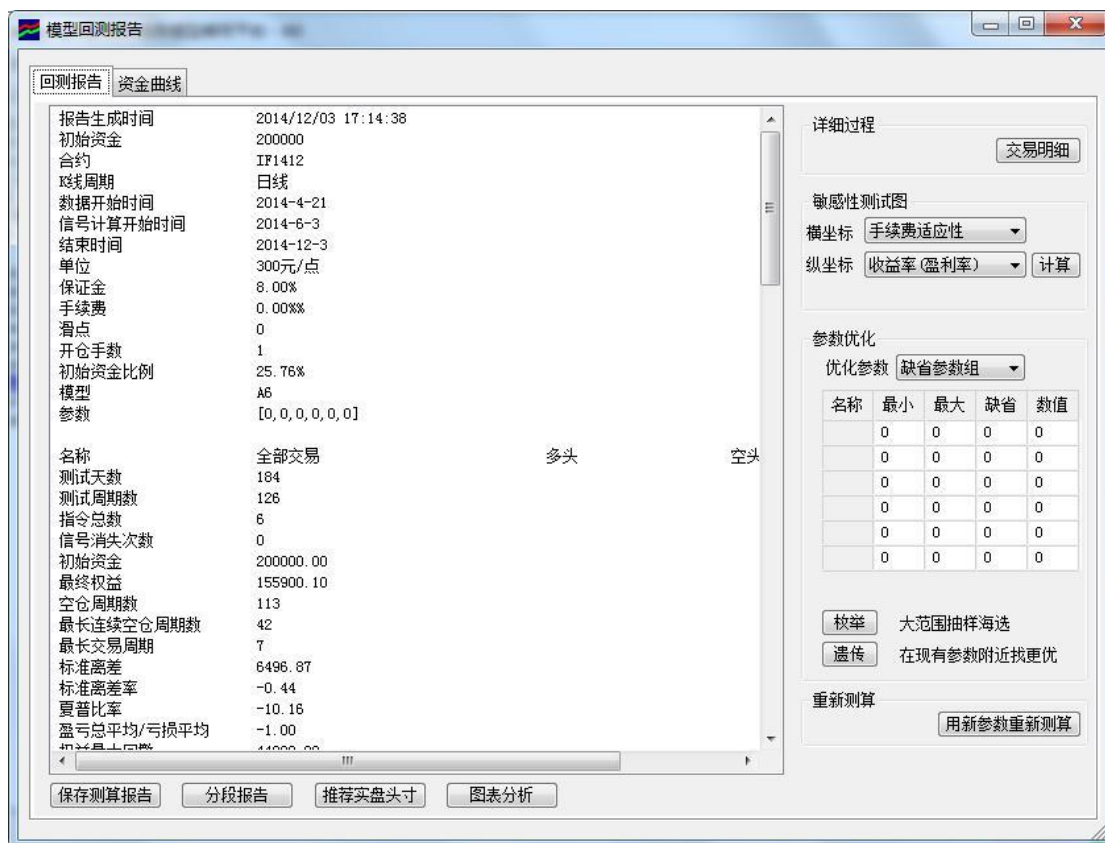 模型回测报告
回测报告 资金曲线
报告生成时间 2014/12/03 17:14:38
初始资金 200000
合约 IF1412
K线周期 日线
数据开始时间 2014-4-21
信号计算开始时间 2014-6-3
结束时间 2014-12-3
单位 300元/点
保证金 8.00%
手续费 0.00%%
滑点 0
开仓手数 1
初始资金比例 25.76%
模型 A6
参数 [0,0,0,0,0,0]
名称 全部交易 多头 空头
测试天数 184
测试周期数 126
指令总数 6
信号消失次数 0
初始资金 200000.00
最终权益 155900.10
空仓周期数 113
最长连续空仓周期数 42
最长交易周期 7
标准离差 6496.87
标准离差率 -0.44
夏普比率 -10.16
盈亏总平均/亏损平均 -1.00
保存测算报告 分段报告 推荐实盘头寸 图表分析
详细过程
交易明细
敏感性测试图
横坐标 手续费适应性
纵坐标 收益率(盈利率) 计算
参数优化
优化参数 缺省参数组
名称 最小 最大 缺省 数值
0 0 0 0
0 0 0 0
0 0 0 0
0 0 0 0
0 0 0 0
0 0 0 0
枚举 大范围抽样海选
遗传 在现有参数附近找更优
重新测算
用新参数重新测算